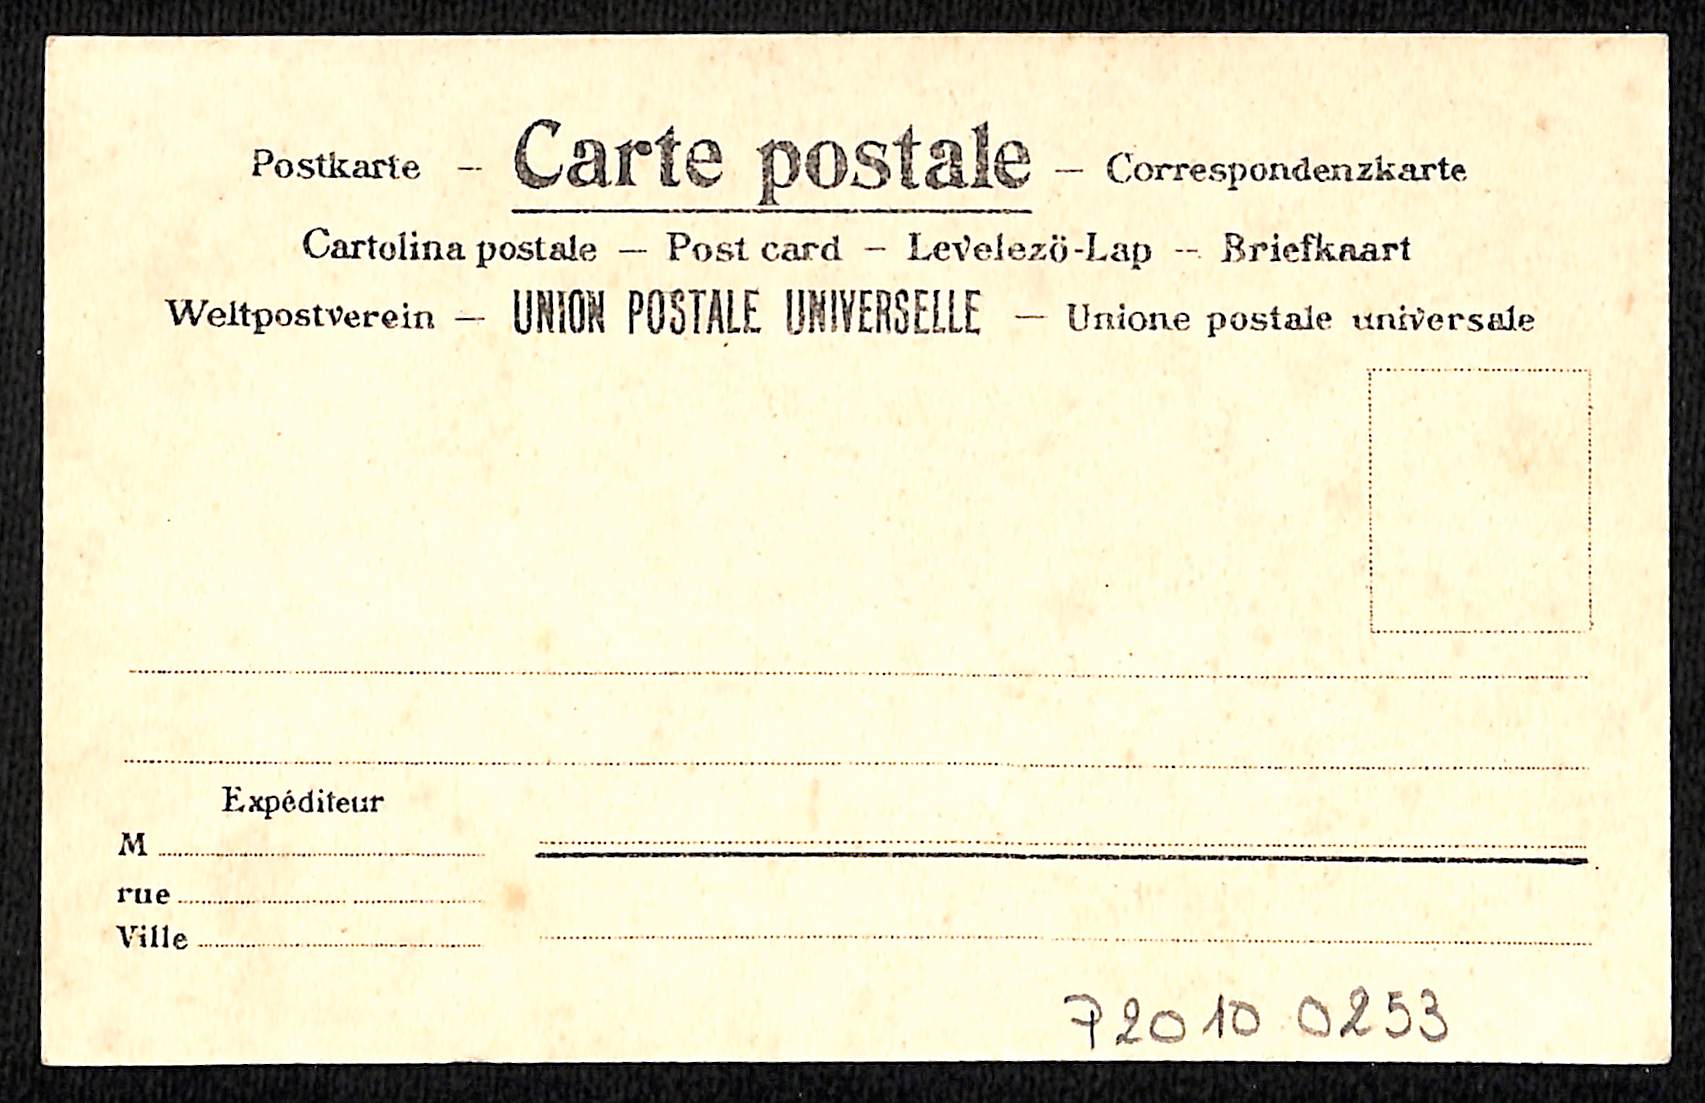 Postkarte – Carte postale – Correspondenzkarte
Cartolina postale – Post card – Levelezö-Lap – Briefkaart
Weltpostverein – UNION POSTALE UNIVERSELLE – Unione postale universale
Expéditeur
M
rue
Ville
P2010 0253